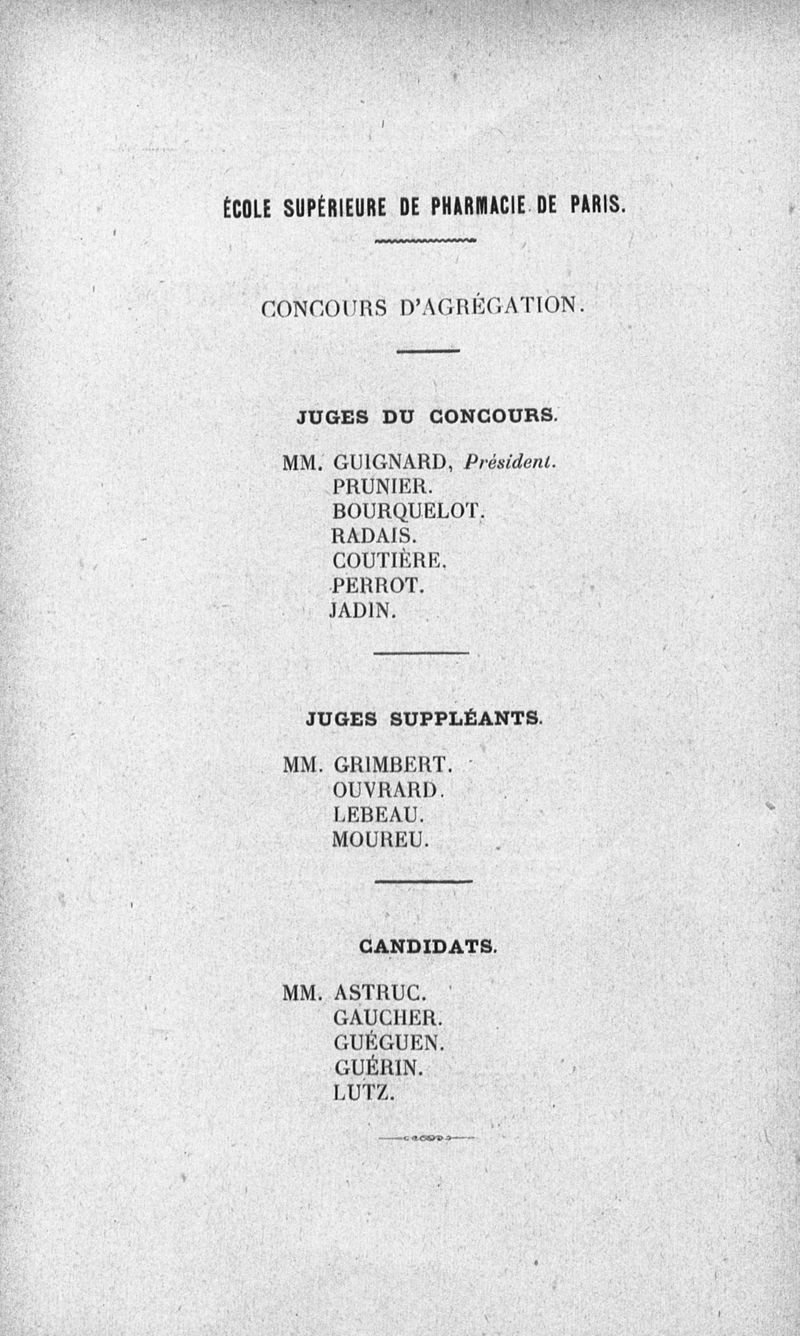 ÉCOLE SUPÉRIEURE DE PHARMACIE DE PARIS.
CONCOURS D'AGRÉGATION.
JUGES DU CONCOURS.
MM. GUIGNARD, Président.
PRUNIER.
BOURQUELOT.
RADAIS.
COUTIÈRE.
PERROT.
JADIN.
JUGES SUPPLÉANTS.
MM. GRIMBERT.
OUVRARD.
LEBEAU.
MOUREU.
CANDIDATS.
MM. ASTRUC.
GAUCHER.
GUÉGUEN.
GUÉRIN.
LUTZ.